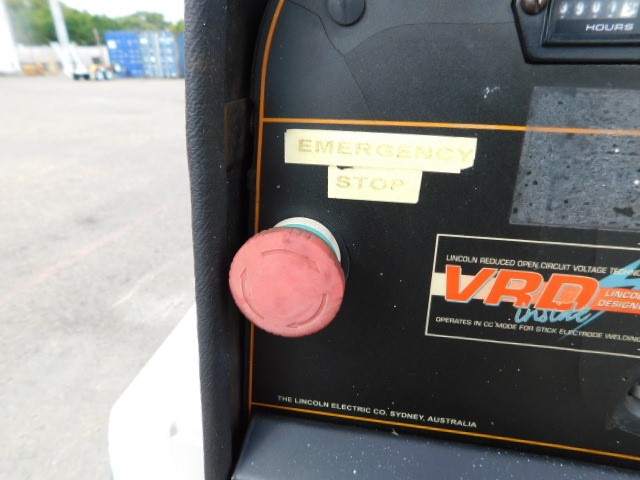 HOURS
EMERGENCY
STOP
LINCOLN REDUCED OPEN CIRCUIT VOLTAGE
VRD
inside
OPERATES IN CC MODE FOR STICK ELECTRODE WELDING
THE LINCOLN ELECTRIC CO. SYDNEY, AUSTRALIA